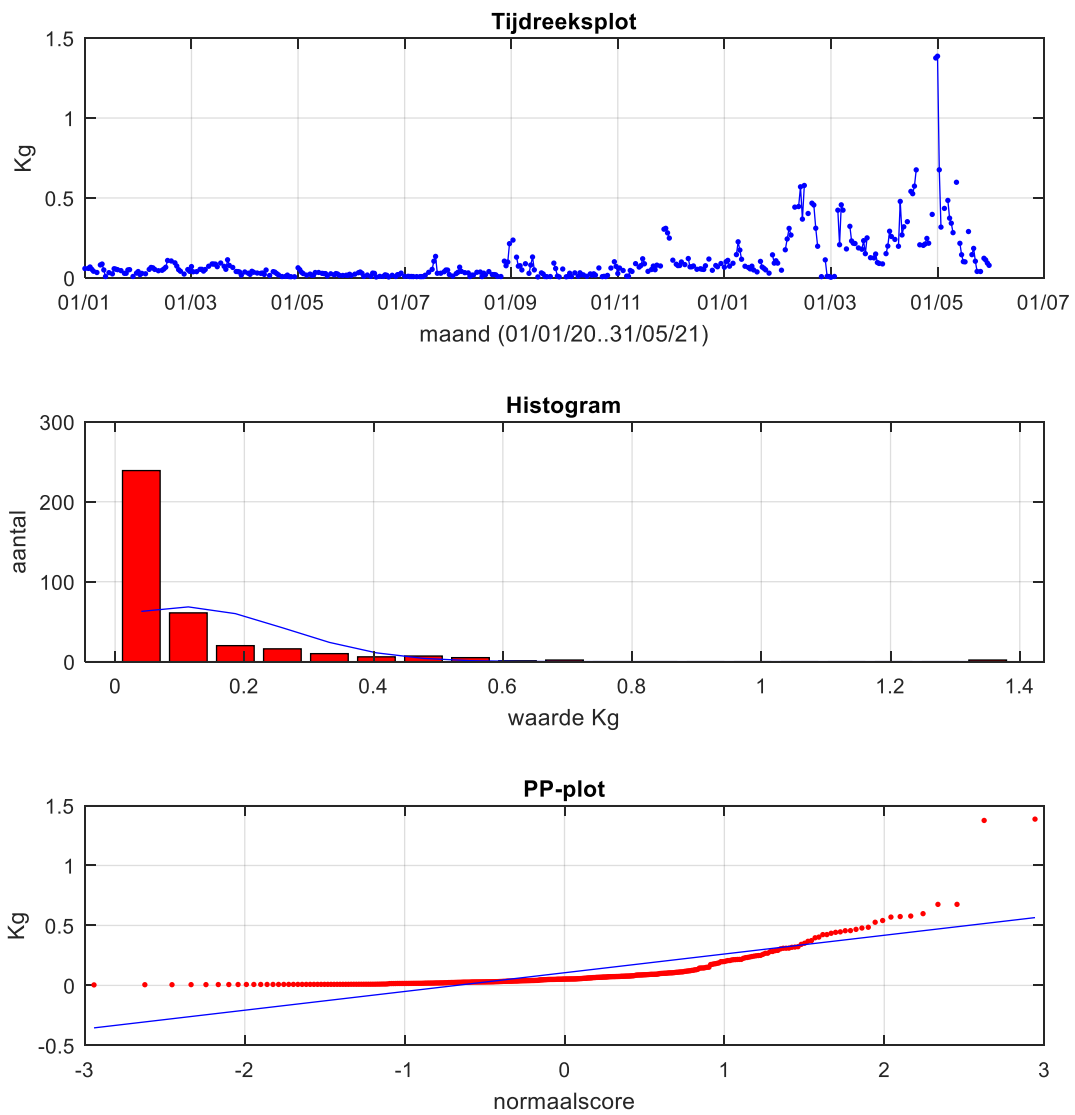 Tijdreeksplot
1.5
1
0.5
0
Kg
01/01 01/03 01/05 01/07 01/09 01/11 01/01 01/03 01/05 01/07
maand (01/01/20..31/05/21)
Histogram
300
200
100
0
aantal
0 0.2 0.4 0.6 0.8 1 1.2 1.4
waarde Kg
PP-plot
1.5
1
0.5
0
-0.5
Kg
-3 -2 -1 0 1 2 3
normaalscore